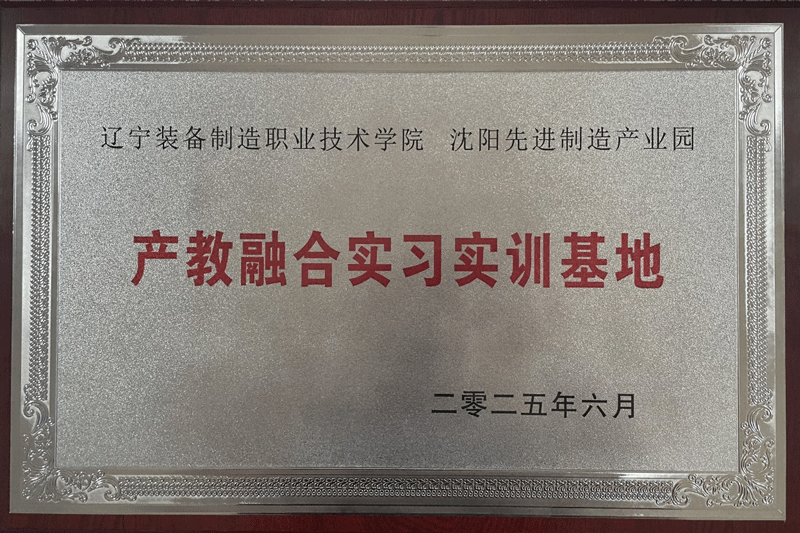 辽宁装备制造职业技术学院 沈阳先进制造产业园
产教融合实习实训基地
二零二五年六月